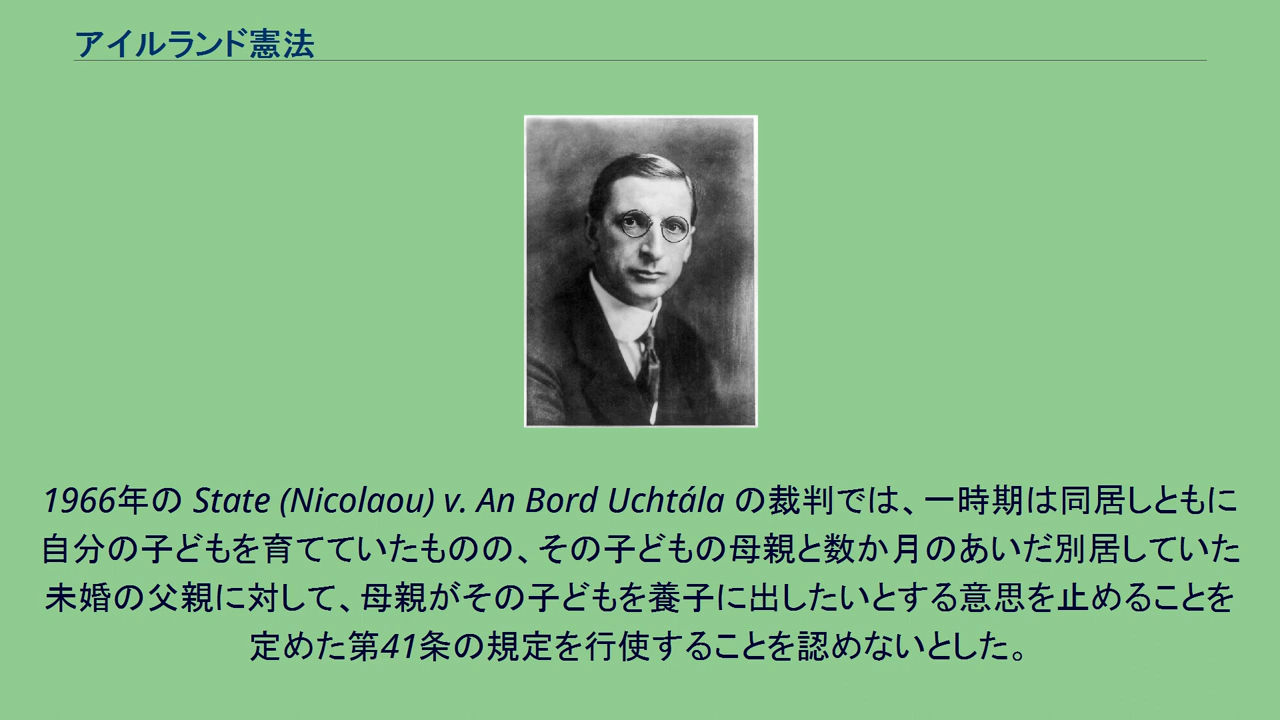 アイルランド憲法
1966年の State (Nicolaou) v. An Bord Uchtála の裁判では、一時期は同居しともに
自分の子どもを育てていたものの、その子どもの母親と数か月のあいだ別居していた
未婚の父親に対して、母親がその子どもを養子に出したいとする意思を止めることを
定めた第41条の規定を行使することを認めないとした。